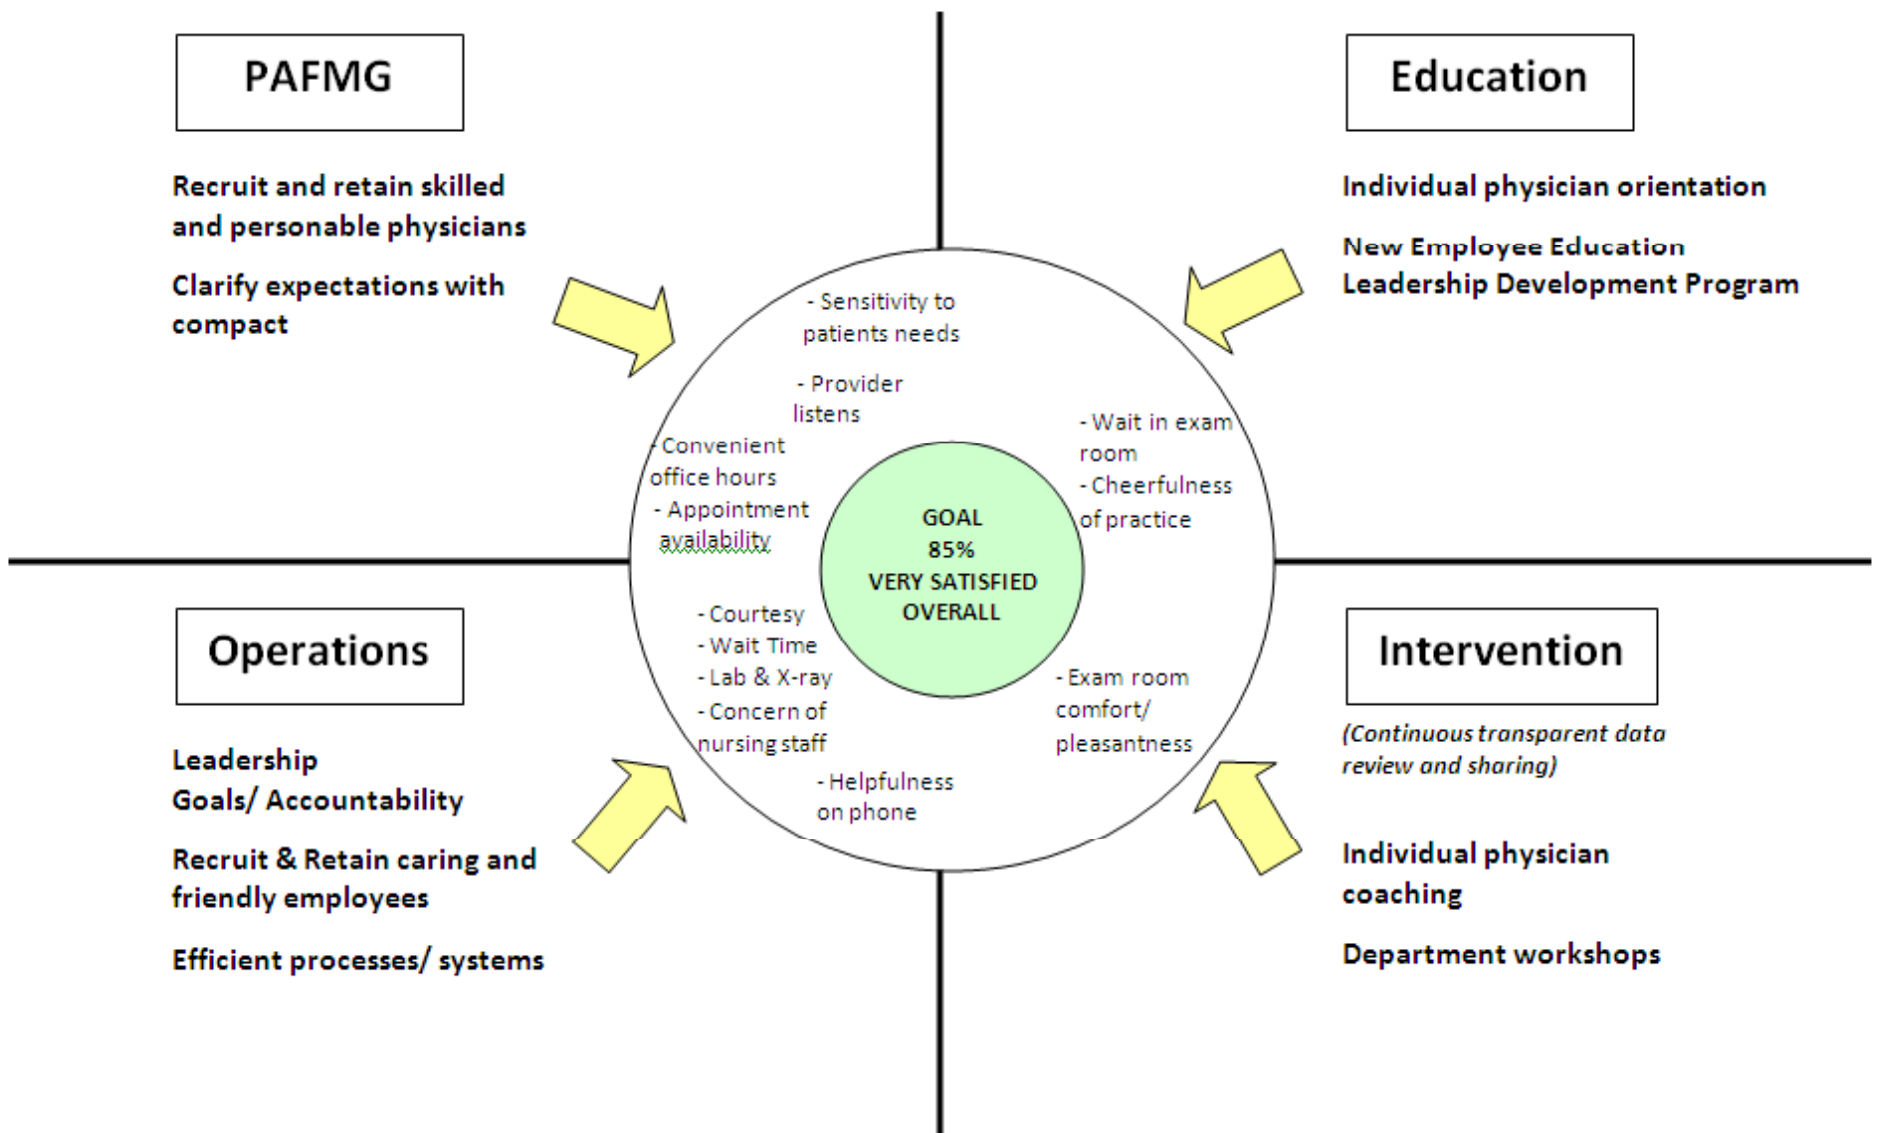 PAFMG
Recruit and retain skilled
and personable physicians
Clarify expectations with
compact
Education
Individual physician orientation
New Employee Education
Leadership Development Program
- Sensitivity to
patients needs
- Provider
listens
- Convenient
office hours
- Appointment
availability
- Wait in exam
room
- Cheerfulness
of practice
GOAL
85%
VERY SATISFIED
OVERALL
- Courtesy
- Wait Time
- Lab & X-ray
- Concern of
nursing staff
- Helpfulness
on phone
- Exam room
comfort/
pleasantness
Operations
Leadership
Goals/ Accountability
Recruit & Retain caring and
friendly employees
Efficient processes/ systems
Intervention
(Continuous transparent data
review and sharing)
Individual physician
coaching
Department workshops